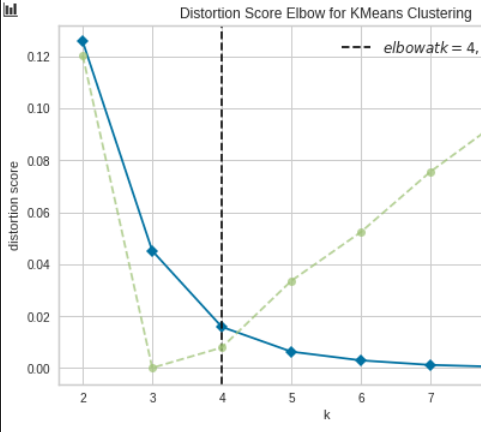 Distortion Score Elbow for KMeans Clustering
elbowatk = 4,
0.12
0.10
0.08
0.06
0.04
0.02
0.00
distortion score
2 3 4 5 6 7
k